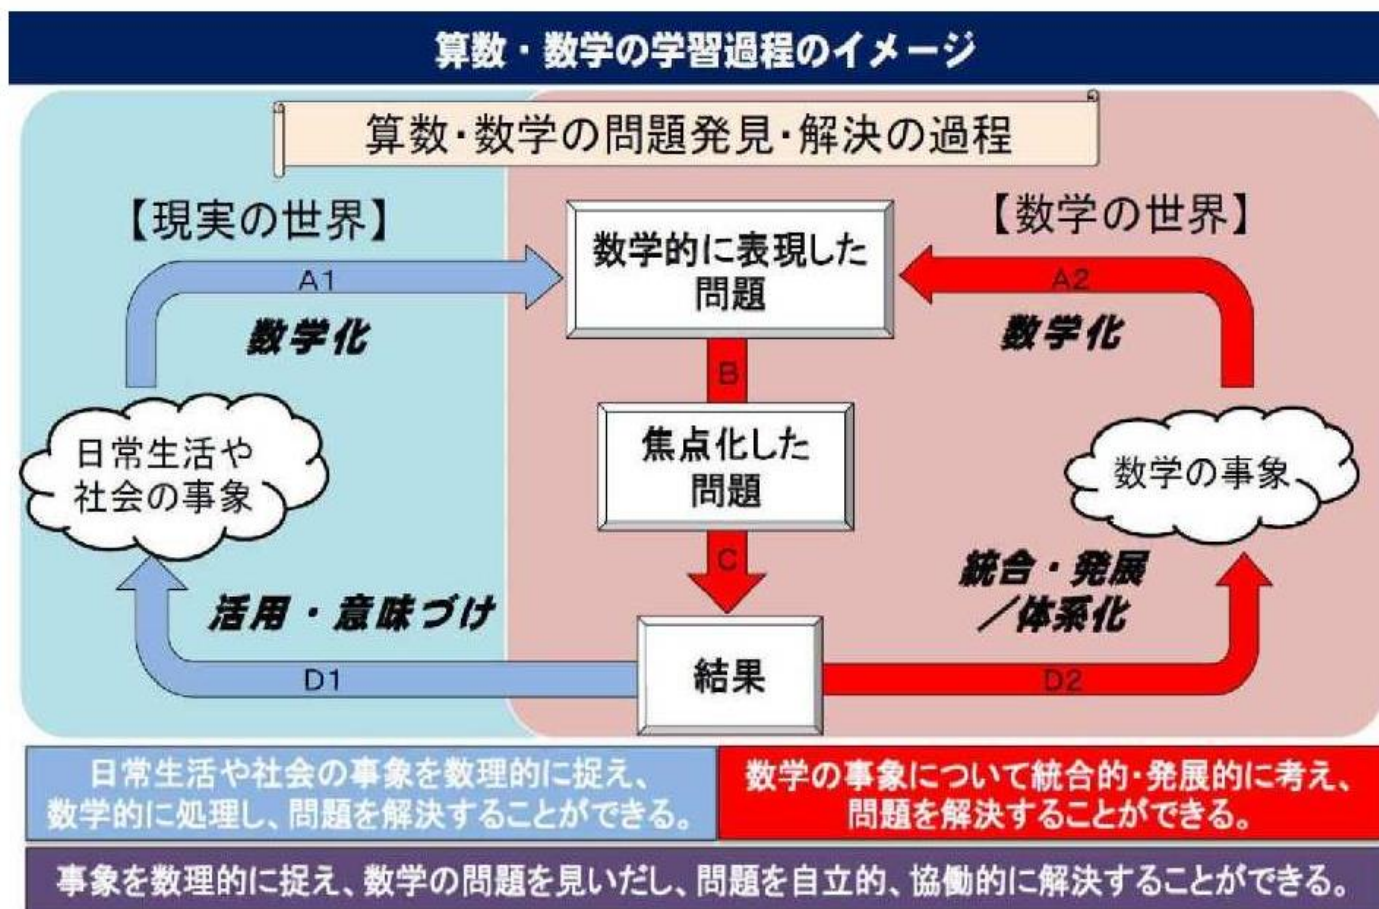 算数・数学の学習過程のイメージ
算数・数学の問題発見・解決の過程
【現実の世界】
【数学の世界】
数学的に表現した
問題
A1
数学化
A2
数学化
B
日常生活や
社会の事象
焦点化した
問題
数学の事象
C
活用・意味づけ
統合・発展
／体系化
D1
結果
D2
日常生活や社会の事象を数理的に捉え、
数学的に処理し、問題を解決することができる。
数学の事象について統合的・発展的に考え、
問題を解決することができる。
事象を数理的に捉え、数学の問題を見いだし、問題を自立的、協働的に解決することができる。